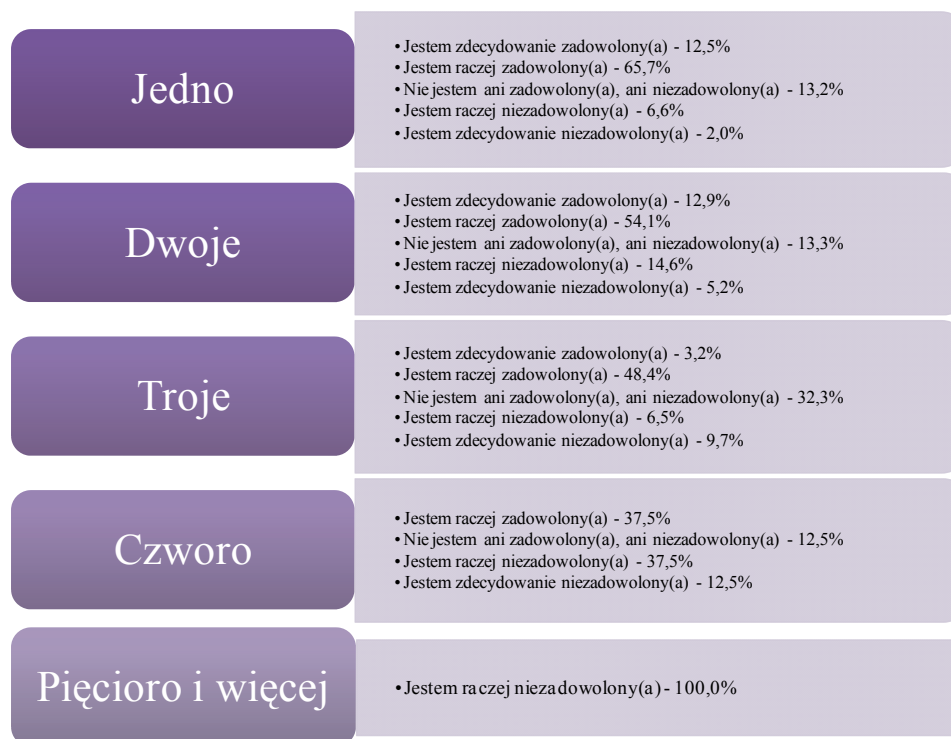 Jedno
• Jestem zdecydowanie zadowolony(a) - 12,5%
• Jestem raczej zadowolony(a) - 65,7%
• Nie jestem ani zadowolony(a), ani niezadowolony(a) - 13,2%
• Jestem raczej niezadowolony(a) - 6,6%
• Jestem zdecydowanie niezadowolony(a) - 2,0%
Dwoje
• Jestem zdecydowanie zadowolony(a) - 12,9%
• Jestem raczej zadowolony(a) - 54,1%
• Nie jestem ani zadowolony(a), ani niezadowolony(a) - 13,3%
• Jestem raczej niezadowolony(a) - 14,6%
• Jestem zdecydowanie niezadowolony(a) - 5,2%
Troje
• Jestem zdecydowanie zadowolony(a) - 3,2%
• Jestem raczej zadowolony(a) - 48,4%
• Nie jestem ani zadowolony(a), ani niezadowolony(a) - 32,3%
• Jestem raczej niezadowolony(a) - 6,5%
• Jestem zdecydowanie niezadowolony(a) - 9,7%
Czworo
• Jestem raczej zadowolony(a) - 37,5%
• Nie jestem ani zadowolony(a), ani niezadowolony(a) - 12,5%
• Jestem raczej niezadowolony(a) - 37,5%
• Jestem zdecydowanie niezadowolony(a) - 12,5%
Pięcioro i więcej
• Jestem raczej niezadowolony(a) - 100,0%